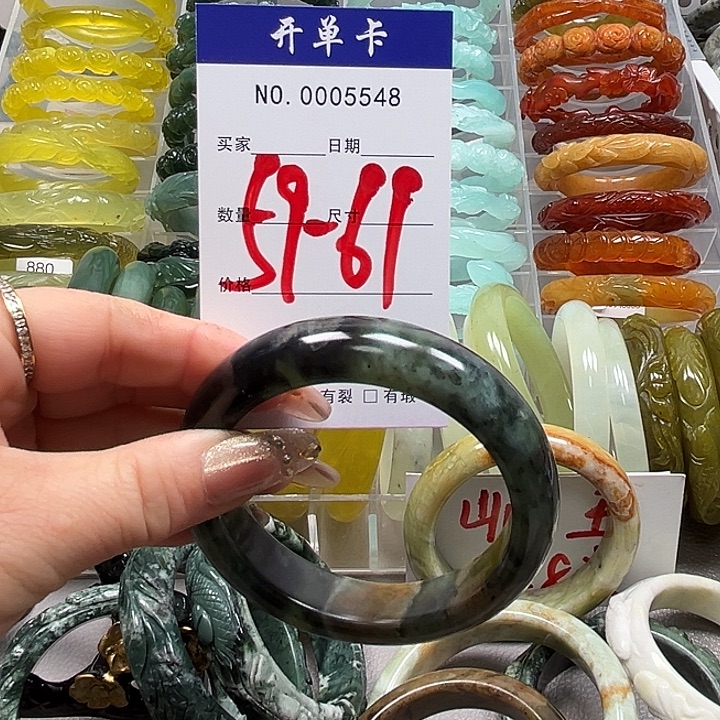 开单卡
NO. 0005548
买家 日期
数量 尺寸
59-61
价格
880
有裂 □ 有瑕